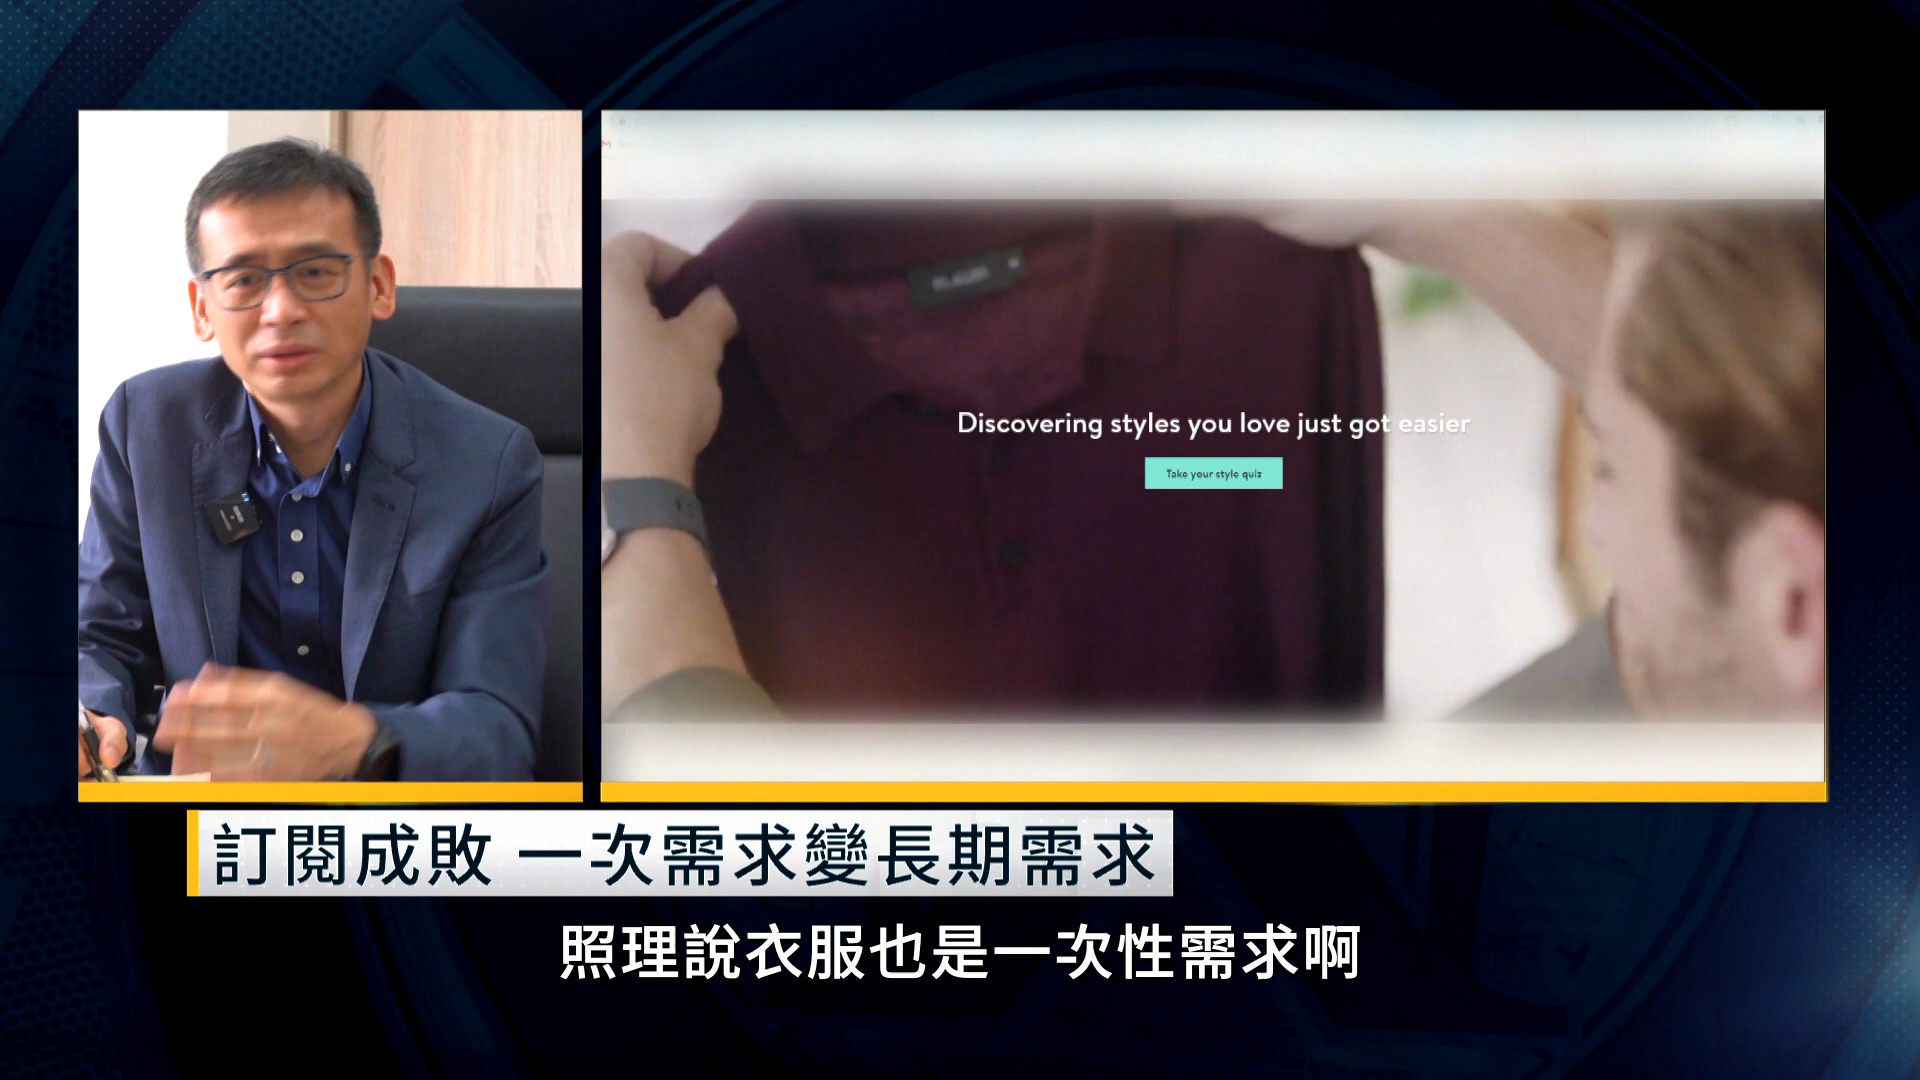 Discovering styles you love just got easier
Take your style quiz
訂閱成敗 一次需求變長期需求
照理說衣服也是一次性需求啊